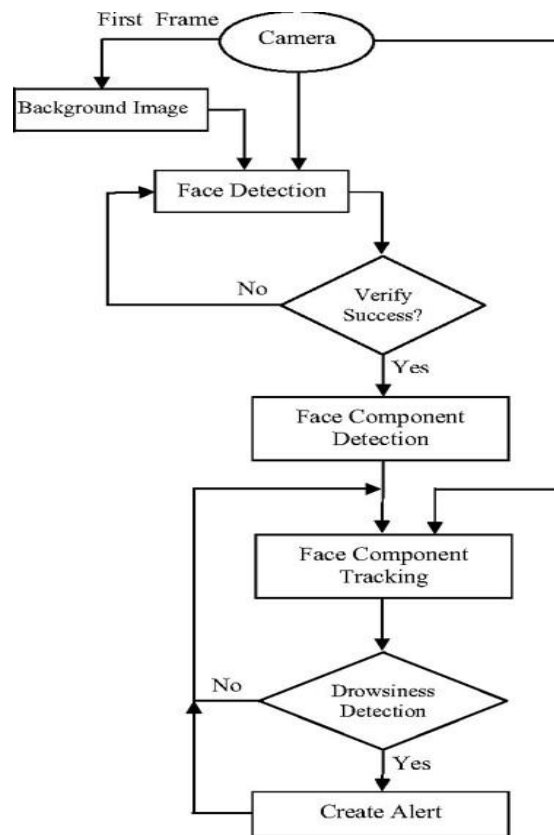 First Frame
Camera
Background Image
Face Detection
No
Verify
Success?
Yes
Face Component
Detection
Face Component
Tracking
No
Drowsiness
Detection
Yes
Create Alert